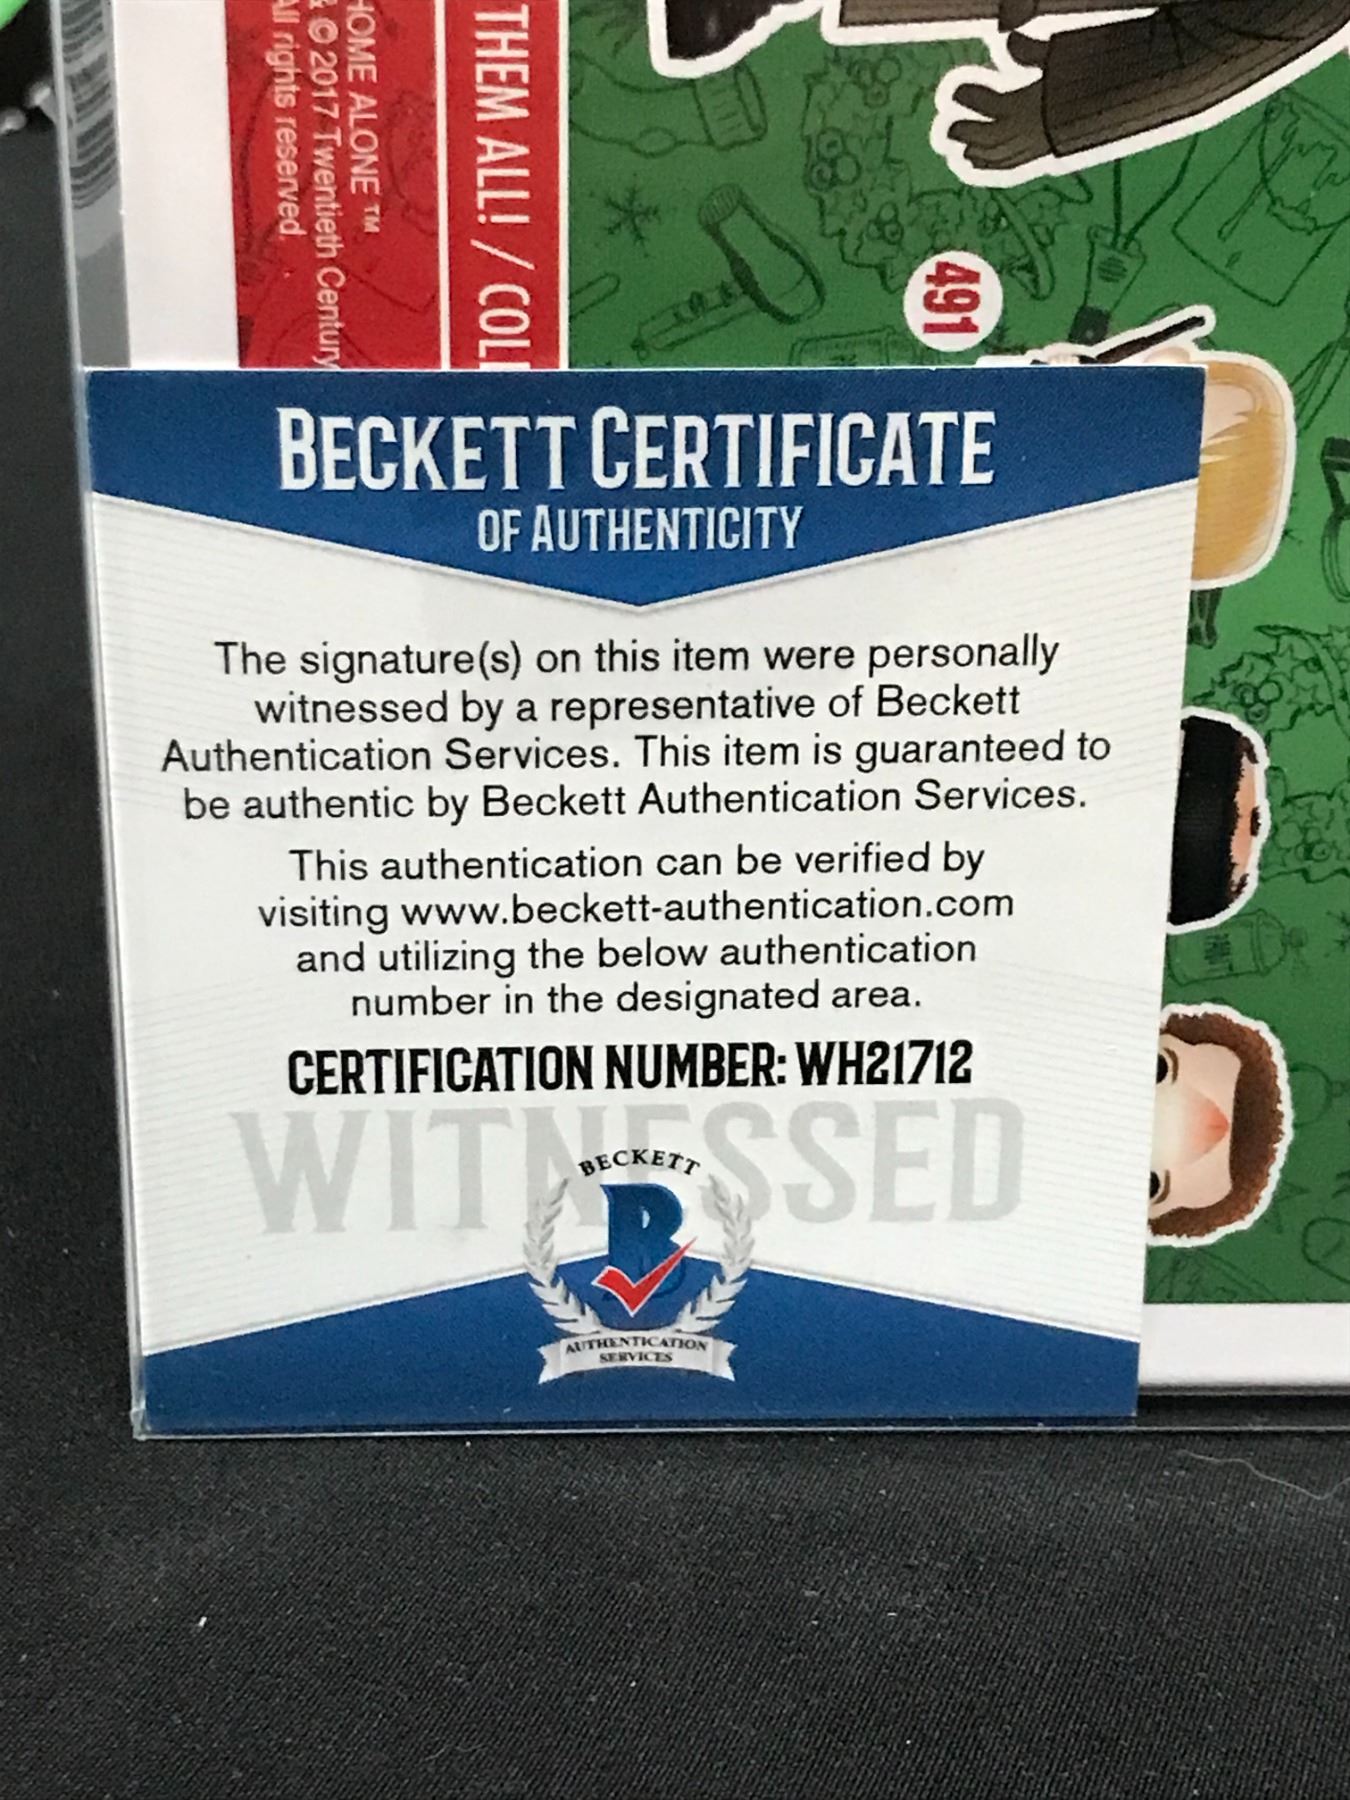 HOME ALONE™
& © 2017 Twentieth Century
All rights reserved.
THEM ALL! / COL
491
BECKETT CERTIFICATE
OF AUTHENTICITY
The signature(s) on this item were personally
witnessed by a representative of Beckett
Authentication Services. This item is guaranteed to
be authentic by Beckett Authentication Services.
This authentication can be verified by
visiting www.beckett-authentication.com
and utilizing the below authentication
number in the designated area.
CERTIFICATION NUMBER: WH21712
WITNESSED
BECKETT
B
AUTHENTICATION
SERVICES